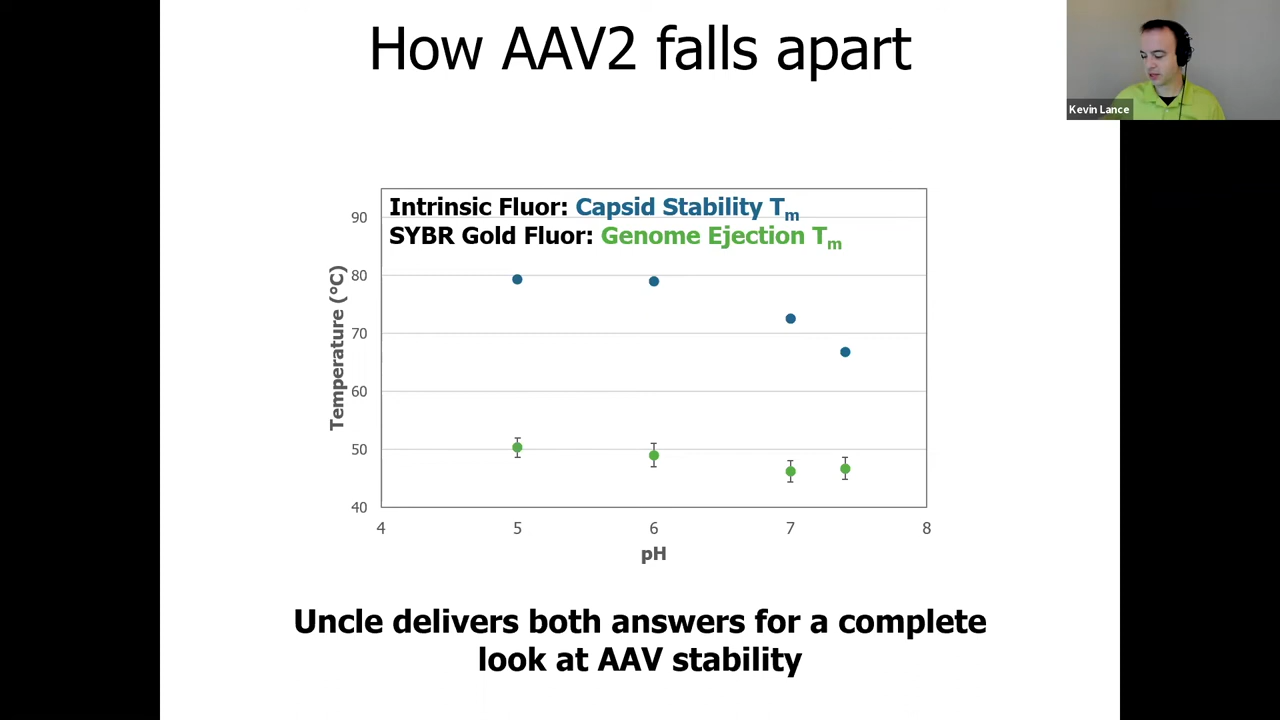 How AAV2 falls apart
Kevin Lance
Intrinsic Fluor: Capsid Stability Tm
SYBR Gold Fluor: Genome Ejection Tm
Temperature (°C)
90
80
70
60
50
40
4 5 6 7 8
pH
Uncle delivers both answers for a complete
look at AAV stability